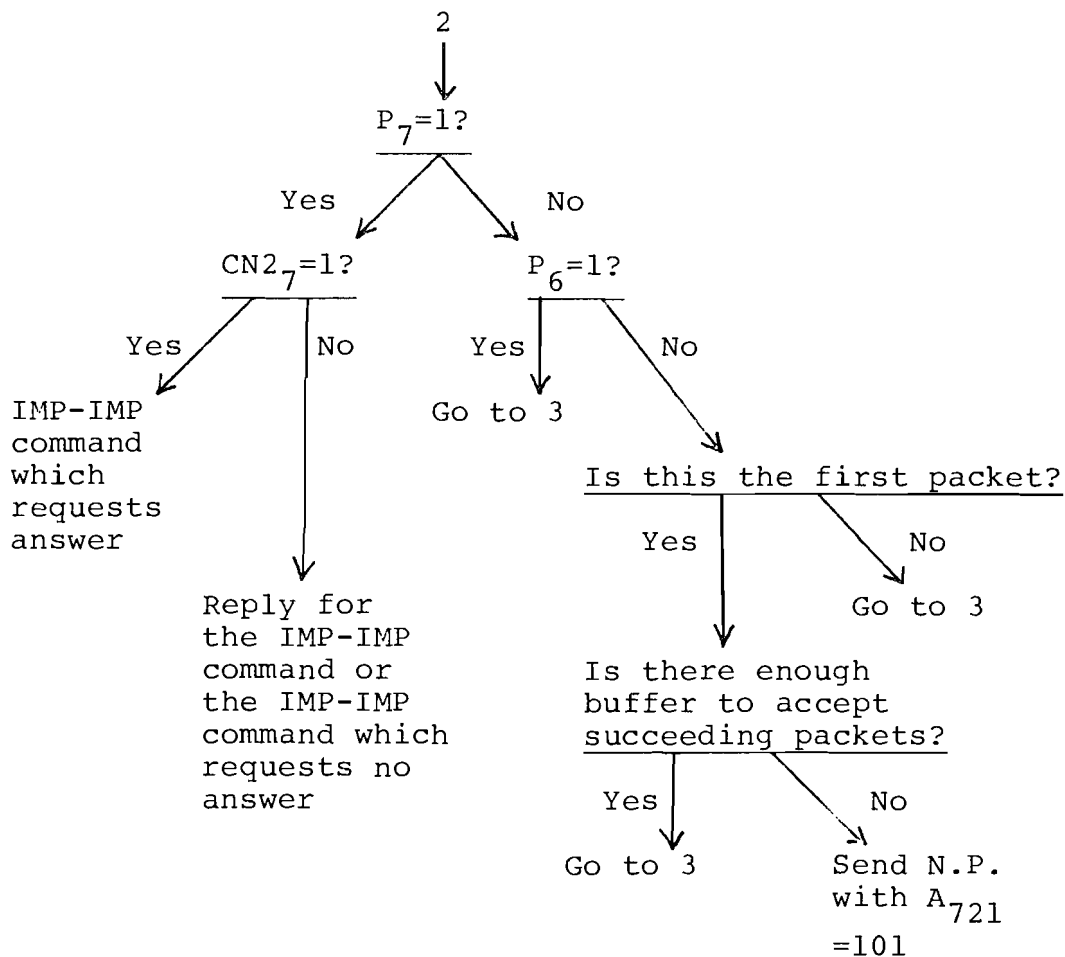 2
P7=1?
Yes
No
CN27=1?
P6=1?
Yes
No
Yes
No
IMP-IMP
command
which
requests
answer
Go to 3
Is this the first packet?
Yes
No
Reply for
the IMP-IMP
command or
the IMP-IMP
command which
requests no
answer
Go to 3
Is there enough
buffer to accept
succeeding packets?
Yes
No
Go to 3
Send N.P.
with A721
=101